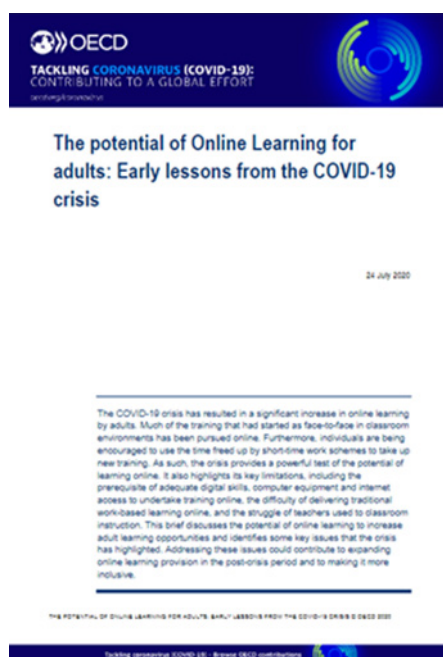 OECD
TACKLING CORONAVIRUS (COVID-19):
CONTRIBUTING TO A GLOBAL EFFORT
oecd.org/coronavirus
The potential of Online Learning for
adults: Early lessons from the COVID-19
crisis
24 July 2020
The COVID-19 crisis has resulted in a significant increase in online learning
by adults. Much of the training that had started as face-to-face in classroom
environments has been pursued online. Furthermore, individuals are being
encouraged to use the time freed up by short-time work schemes to take up
new training. As such, the crisis provides a powerful test of the potential of
learning online. It also highlights its key limitations, including the
prerequisite of adequate digital skills, computer equipment and internet
access to undertake training online, the difficulty of delivering traditional
work-based learning online, and the struggle of teachers used to classroom
instruction. This brief discusses the potential of online learning to increase
adult learning opportunities and identifies some key issues that the crisis
has highlighted. Addressing these issues could contribute to expanding
online learning provision in the post-crisis period and to making it more
inclusive.
THE POTENTIAL OF ONLINE LEARNING FOR ADULTS: EARLY LESSONS FROM THE COVID-19 CRISIS © OECD 2020
Tackling coronavirus (COVID-19) - Browse OECD contributions